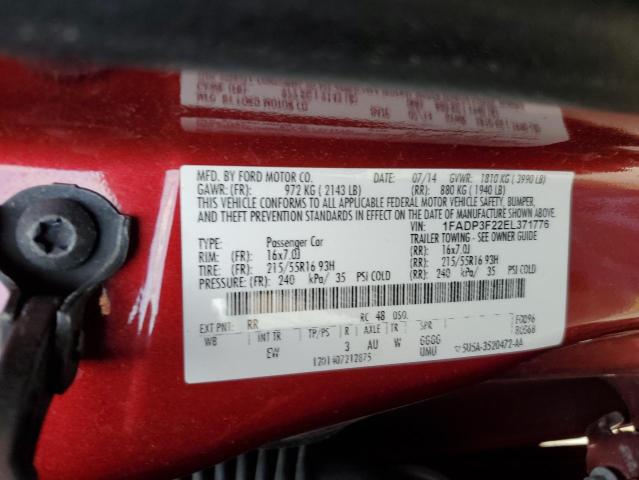 MFD. BY FORD MOTOR CO. DATE: 07/14 GVWR: 1810 KG ( 3990 LB)
GAWR: (FR): 972 KG ( 2143 LB) (RR): 880 KG ( 1940 LB)
THIS VEHICLE CONFORMS TO ALL APPLICABLE FEDERAL MOTOR VEHICLE SAFETY, BUMPER,
AND THEFT PREVENTION STANDARDS IN EFFECT ON THE DATE OF MANUFACTURE SHOWN ABOVE.
VIN: 1FADP3F22EL371776
TYPE: Passenger Car TRAILER TOWING - SEE OWNER GUIDE
RIM: (FR): 16x7.0J (RR): 16x7.0J
TIRE: (FR): 215/55R16 93H (RR): 215/55R16 93H
PRESSURE: (FR): 240 kPa/ 35 PSI COLD (RR): 240 kPa/ 35 PSI COLD
EXT PNT: RR RC 48 DSO:
WB INT TR TP/PS R AXLE TR SPR
EW 3 AU W GGGG
UMU
1201407212875 5USA-3520472-AA